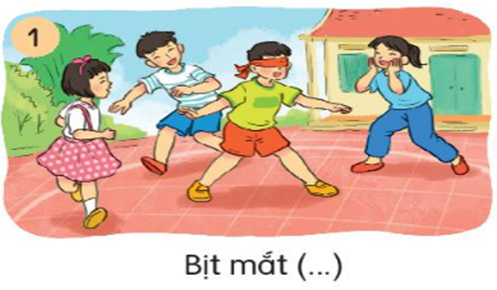 1
Bịt mắt (...)